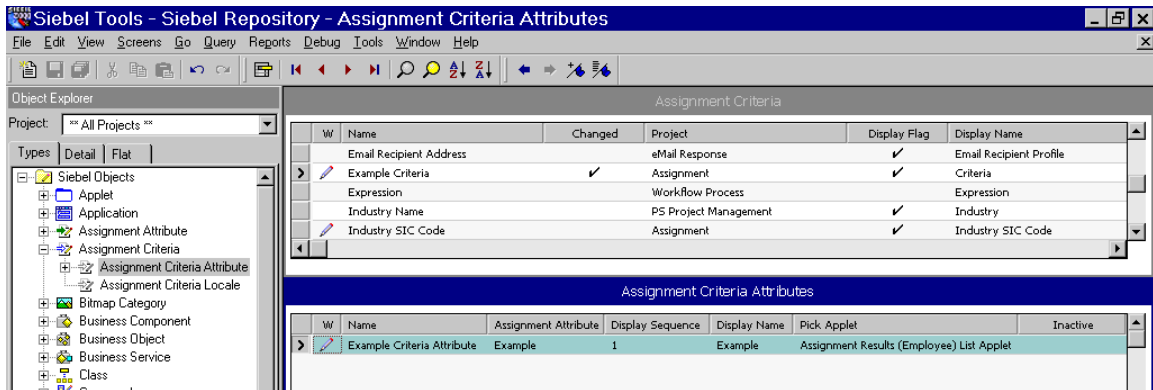 Siebel Tools - Siebel Repository - Assignment Criteria Attributes
File Edit View Screens Go Query Reports Debug Tools Window Help
Object Explorer
Project: ** All Projects **
Types Detail Flat
Siebel Objects
Applet
Application
Assignment Attribute
Assignment Criteria
Assignment Criteria Attribute
Assignment Criteria Locale
Bitmap Category
Business Component
Business Object
Business Service
Class
Assignment Criteria
W Name Changed Project Display Flag Display Name
Email Recipient Address eMail Response ✔ Email Recipient Profile
Example Criteria ✔ Assignment ✔ Criteria
Expression Workflow Process Expression
Industry Name PS Project Management ✔ Industry
Industry SIC Code Assignment ✔ Industry SIC Code
Assignment Criteria Attributes
W Name Assignment Attribute Display Sequence Display Name Pick Applet Inactive
Example Criteria Attribute Example 1 Example Assignment Results (Employee) List Applet